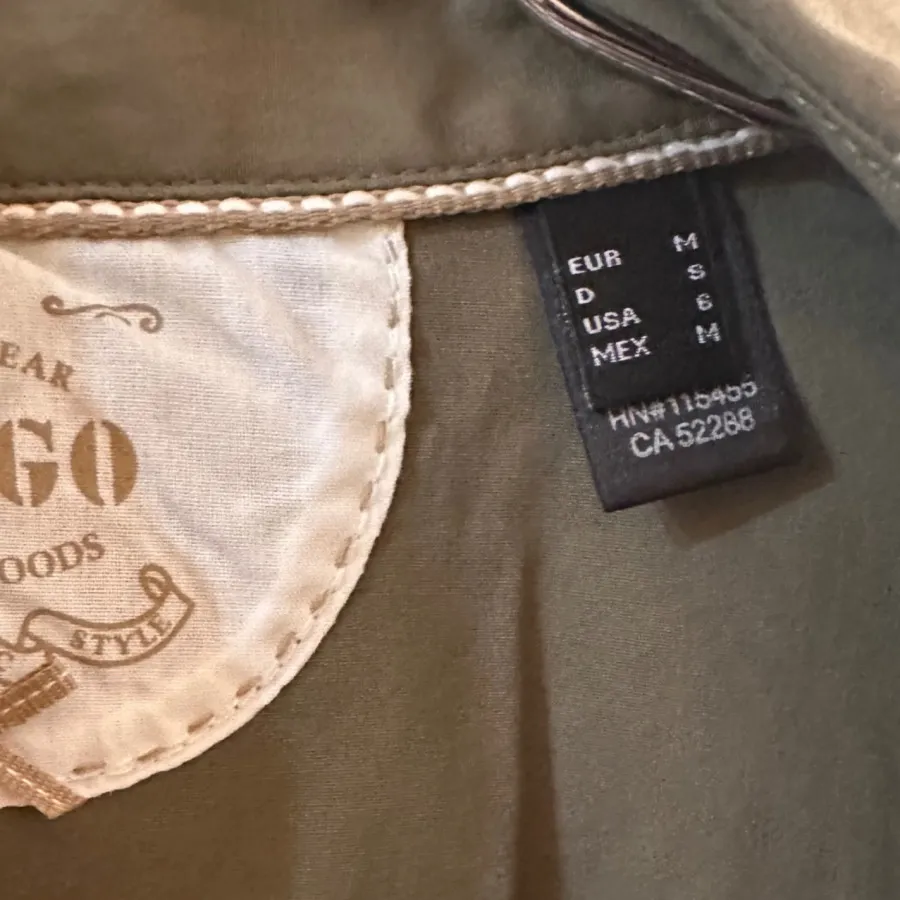 EAR
GO
OODS
STYLE
EUR M
D S
USA 6
MEX M
HN#115455
CA 52288